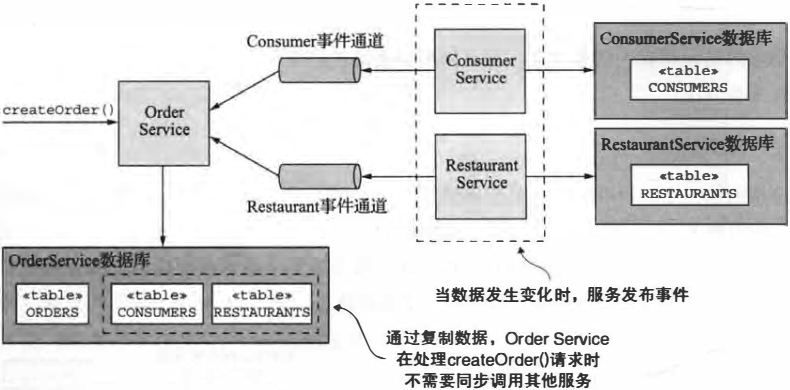 Consumer事件通道
createOrder()
Order
Service
Restaurant事件通道
Consumer
Service
Restaurant
Service
ConsumerService数据库
«table»
CONSUMERS
RestaurantService数据库
«table»
RESTAURANTS
OrderService数据库
«table»
ORDERS
«table»
CONSUMERS
«table»
RESTAURANTS
当数据发生变化时，服务发布事件
通过复制数据，Order Service
在处理createOrder()请求时
不需要同步调用其他服务